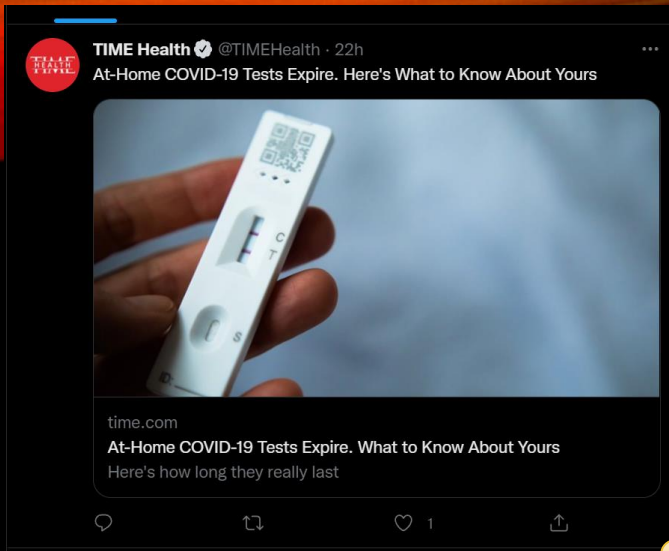 TIME Health @TIMEHealth · 22h
TIME
HEALTH
At-Home COVID-19 Tests Expire. Here's What to Know About Yours
C
T
S
ID:
time.com
At-Home COVID-19 Tests Expire. What to Know About Yours
Here's how long they really last
1